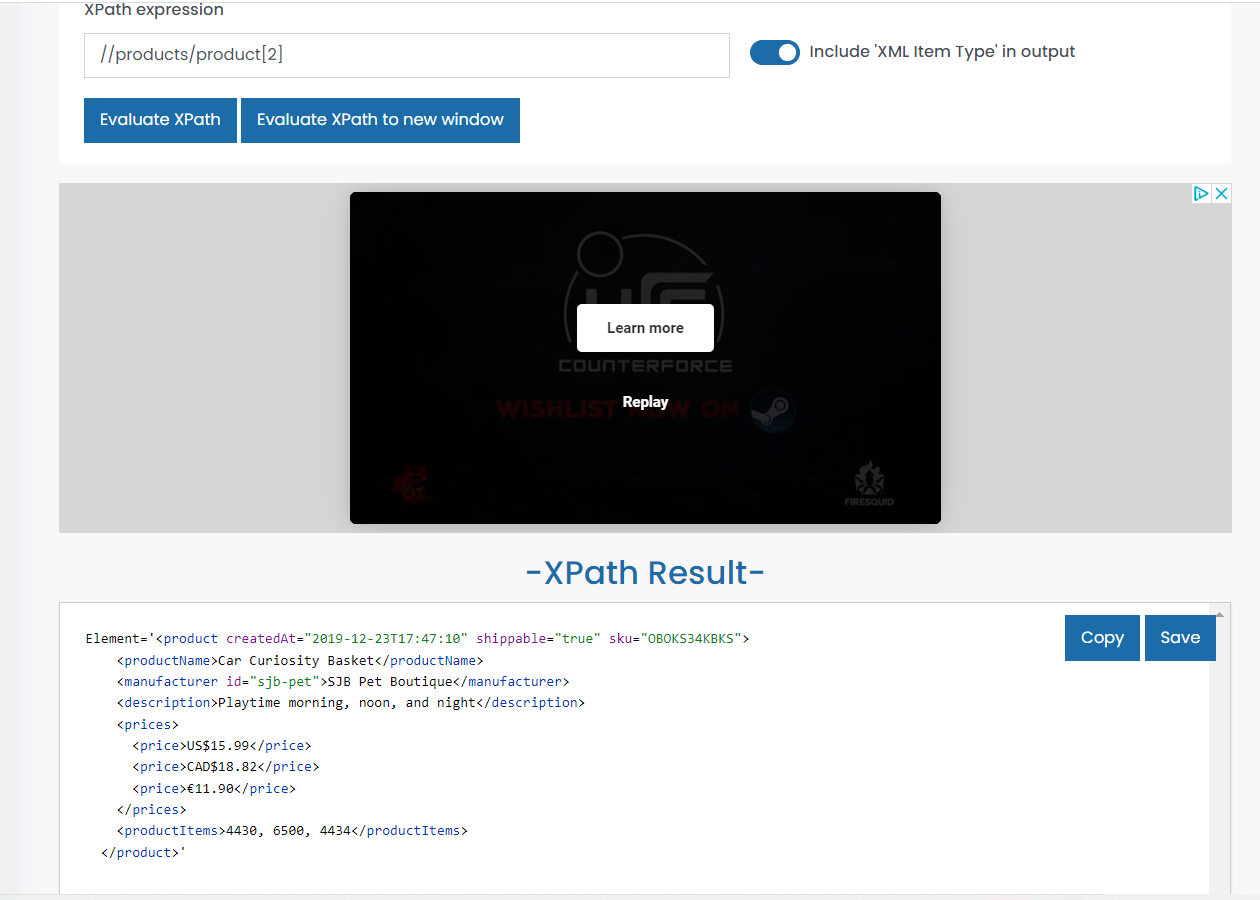 XPath expression
//products/product[2]
Include 'XML Item Type' in output
Evaluate XPath
Evaluate XPath to new window
Learn more
COUNTERFORCE
WISHLIST NOW ON
Replay
FIRESQUID
-XPath Result-
Copy
Save
Element='<product createdAt="2019-12-23T17:47:10" shippable="true" sku="OBOKS34KBKS">
<productName>Car Curiosity Basket</productName>
<manufacturer id="sjb-pet">SJB Pet Boutique</manufacturer>
<description>Playtime morning, noon, and night</description>
<prices>
<price>US$15.99</price>
<price>CAD$18.82</price>
<price>€11.90</price>
</prices>
<productItems>4430, 6500, 4434</productItems>
</product>'